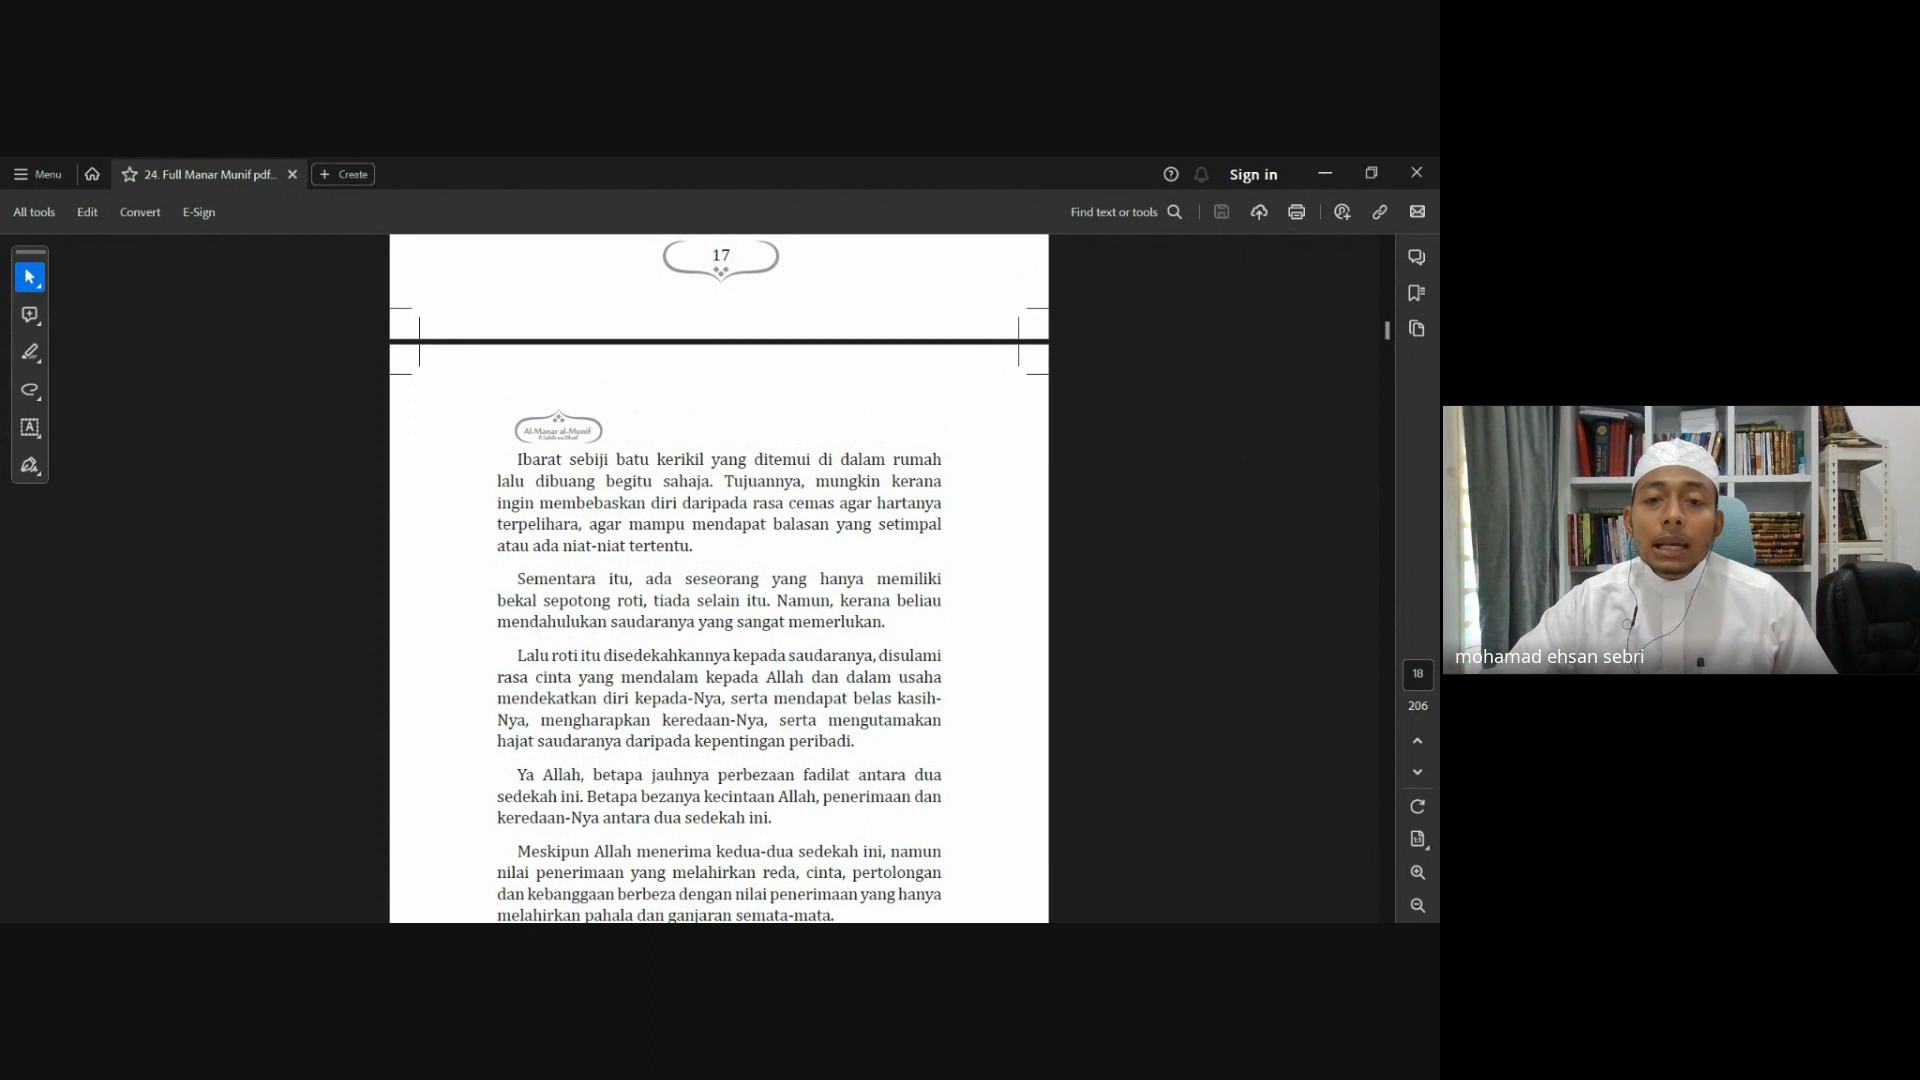 Menu
24. Full Manar Munif pdf...
Create
Sign in
All tools
Edit
Convert
E-Sign
Find text or tools
17
Al-Manar al-Munif
Ibarat sebiji batu kerikil yang ditemui di dalam rumah
lalu dibuang begitu sahaja. Tujuannya, mungkin kerana
ingin membebaskan diri daripada rasa cemas agar hartanya
terpelihara, agar mampu mendapat balasan yang setimpal
atau ada niat-niat tertentu.
Sementara itu, ada seseorang yang hanya memiliki
bekal sepotong roti, tiada selain itu. Namun, kerana beliau
mendahulukan saudaranya yang sangat memerlukan.
Lalu roti itu disedekahkannya kepada saudaranya, disulami
rasa cinta yang mendalam kepada Allah dan dalam usaha
mendekatkan diri kepada-Nya, serta mendapat belas kasih-
Nya, mengharapkan keredaan-Nya, serta mengutamakan
hajat saudaranya daripada kepentingan peribadi.
Ya Allah, betapa jauhnya perbezaan fadilat antara dua
sedekah ini. Betapa bezanya kecintaan Allah, penerimaan dan
keredaan-Nya antara dua sedekah ini.
Meskipun Allah menerima kedua-dua sedekah ini, namun
nilai penerimaan yang melahirkan reda, cinta, pertolongan
dan kebanggaan berbeza dengan nilai penerimaan yang hanya
melahirkan pahala dan ganjaran semata-mata.
18
206
mohamad ehsan sebri